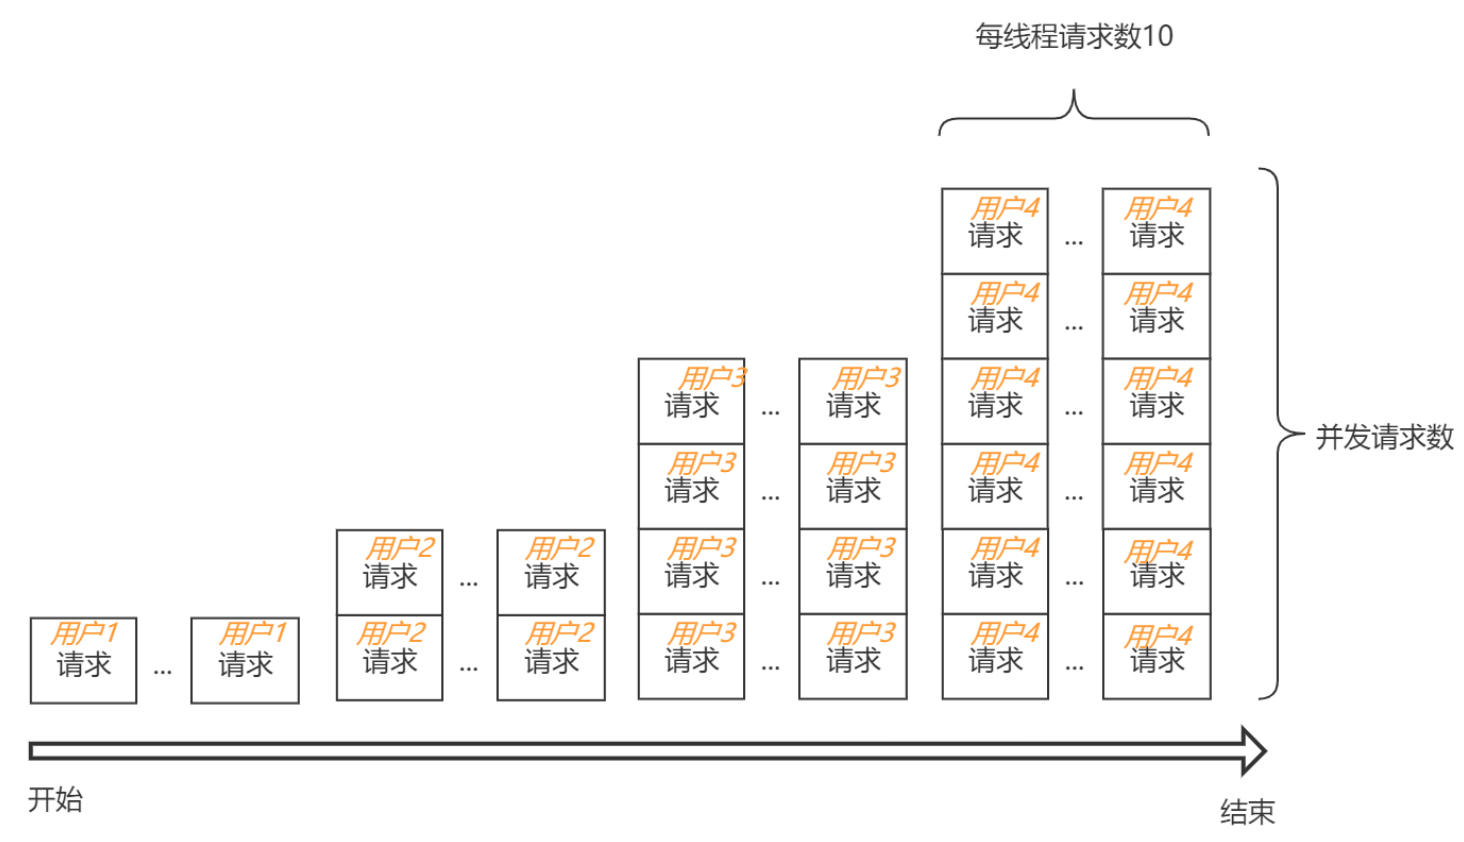 每线程请求数10
用户4 用户4
请求 ... 请求
用户4 用户4
请求 ... 请求
用户3 用户3 用户4 用户4
请求 ... 请求 请求 ... 请求
并发请求数
用户3 用户3 用户4 用户4
请求 ... 请求 请求 ... 请求
用户2 用户2 用户3 用户3 用户4 用户4
请求 ... 请求 请求 ... 请求 请求 ... 请求
用户1 用户1 用户2 用户2 用户3 用户3 用户4 用户4
请求 ... 请求 请求 ... 请求 请求 ... 请求 请求 ... 请求
开始
结束